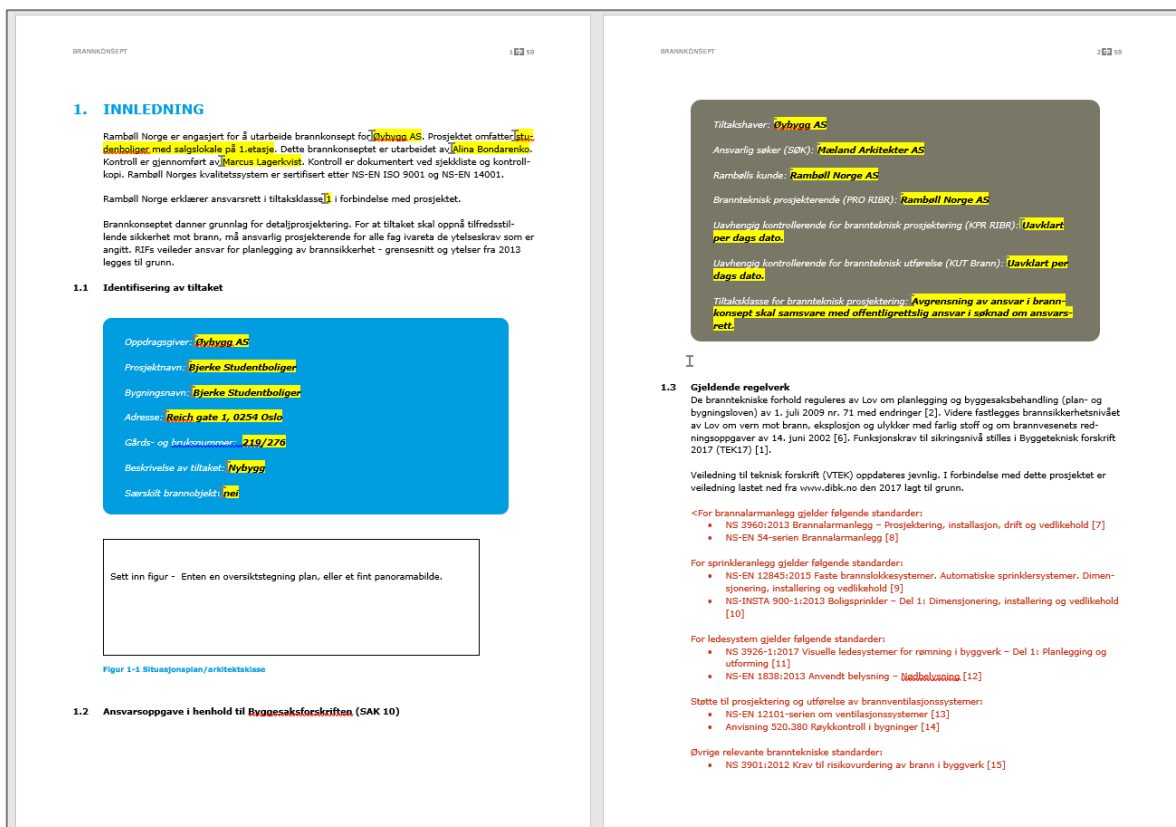 BRANNKONSEPT
1 59
1. INNLEDNING
Rambøll Norge er engasjert for å utarbeide brannkonsept for Øybygg AS. Prosjektet omfatter stu-
denboliger med salgslokale på 1.etasje. Dette brannkonseptet er utarbeidet av Alina Bondarenko.
Kontroll er gjennomført av Marcus Lagerkvist. Kontroll er dokumentert ved sjekkliste og kontroll-
kopi. Rambøll Norges kvalitetssystem er sertifisert etter NS-EN ISO 9001 og NS-EN 14001.
Rambøll Norge erklærer ansvarsrett i tiltaksklasse 1 i forbindelse med prosjektet.
Brannkonseptet danner grunnlag for detaljprosjektering. For at tiltaket skal oppnå tilfredsstil-
lende sikkerhet mot brann, må ansvarlig prosjekterende for alle fag ivareta de ytelseskrav som er
angitt. RIFs veileder ansvar for planlegging av brannsikkerhet - grensesnitt og ytelser fra 2013
legges til grunn.
1.1 Identifisering av tiltaket
Oppdragsgiver: Øybygg AS
Prosjektnavn: Bjerke Studentboliger
Bygningsnavn: Bjerke Studentboliger
Adresse: Reich gate 1, 0254 Oslo
Gårds- og bruksnummer: 219/276
Beskrivelse av tiltaket: Nybygg
Særskilt brannobjekt: nei
Sett inn figur - Enten en oversiktstegning plan, eller et fint panoramabilde.
Figur 1-1 Situasjonsplan/arkitektskisse
1.2 Ansvarsoppgave i henhold til Byggesaksforskriften (SAK 10)
BRANNKONSEPT
2 59
Tiltakshaver: Øybygg AS
Ansvarlig søker (SØK): Mæland Arkitekter AS
Rambølls kunde: Rambøll Norge AS
Brannteknisk prosjekterende (PRO RIBR): Rambøll Norge AS
Uavhengig kontrollerende for brannteknisk prosjektering (KPR RIBR): Uavklart
per dags dato.
Uavhengig kontrollerende for brannteknisk utførelse (KUT Brann): Uavklart per
dags dato.
Tiltaksklasse for brannteknisk prosjektering: Avgrensning av ansvar i brann-
konsept skal samsvare med offentligrettslig ansvar i søknad om ansvars-
rett.
1.3 Gjeldende regelverk
De branntekniske forhold reguleres av Lov om planlegging og byggesaksbehandling (plan- og
bygningsloven) av 1. juli 2009 nr. 71 med endringer [2]. Videre fastlegges brannsikkerhetsnivået
av Lov om vern mot brann, eksplosjon og ulykker med farlig stoff og om brannvesenets red-
ningsoppgaver av 14. juni 2002 [6]. Funksjonskrav til sikringsnivå stilles i Byggeteknisk forskrift
2017 (TEK17) [1].
Veiledning til teknisk forskrift (VTEK) oppdateres jevnlig. I forbindelse med dette prosjektet er
veiledning lastet ned fra www.dibk.no den 2017 lagt til grunn.
<For brannalarmanlegg gjelder følgende standarder:
• NS 3960:2013 Brannalarmanlegg – Prosjektering, installasjon, drift og vedlikehold [7]
• NS-EN 54-serien Brannalarmanlegg [8]
For sprinkleranlegg gjelder følgende standarder:
• NS-EN 12845:2015 Faste brannslokkesystemer. Automatiske sprinklersystemer. Dimen-
sjonering, installering og vedlikehold [9]
• NS-INSTA 900-1:2013 Boligsprinkler – Del 1: Dimensjonering, installering og vedlikehold
[10]
For ledesystem gjelder følgende standarder:
• NS 3926-1:2017 Visuelle ledesystemer for rømning i byggverk – Del 1: Planlegging og
utforming [11]
• NS-EN 1838:2013 Anvendt belysning – Nødbelysning [12]
Støtte til prosjektering og utførelse av brannventilasjonssystemer:
• NS-EN 12101-serien om ventilasjonssystemer [13]
• Anvisning 520.380 Røykkontroll i bygninger [14]
Øvrige relevante branntekniske standarder:
• NS 3901:2012 Krav til risikovurdering av brann i byggverk [15]